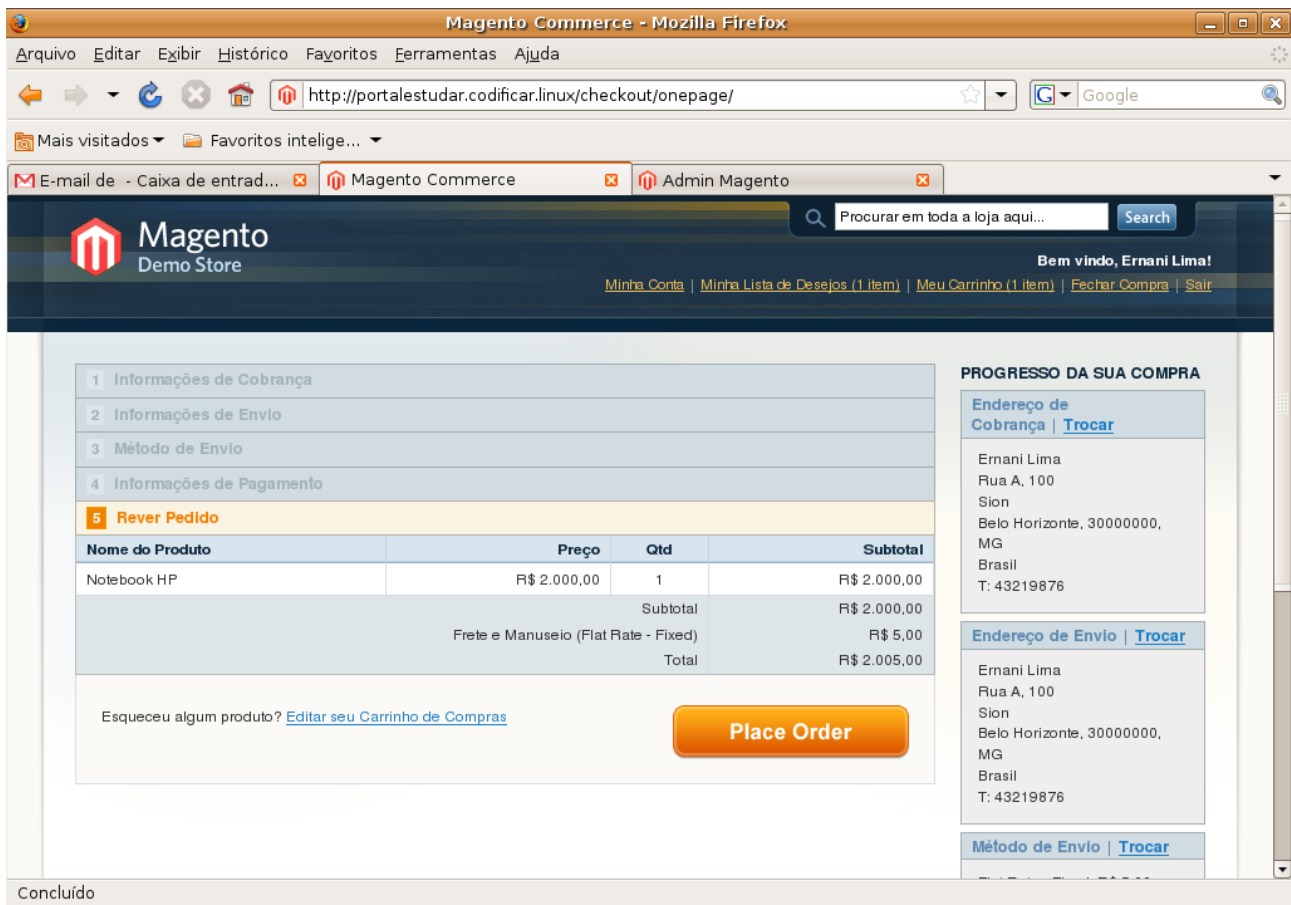 Magento Commerce - Mozilla Firefox
Arquivo Editar Exibir Histórico Favoritos Ferramentas Ajuda
http://portalestudar.codificar.linux/checkout/onepage/
G Google
Mais visitados Favoritos intelige...
E-mail de - Caixa de entrad... Magento Commerce Admin Magento
Procurar em toda a loja aqui... Search
Magento
Demo Store
Bem vindo, Ernani Lima!
Minha Conta | Minha Lista de Desejos (1 item) | Meu Carrinho (1 item) | Fechar Compra | Sair
1 Informações de Cobrança
2 Informações de Envio
3 Método de Envio
4 Informações de Pagamento
5 Rever Pedido
Nome do Produto Preço Qtd Subtotal
Notebook HP R$ 2.000,00 1 R$ 2.000,00
Subtotal R$ 2.000,00
Frete e Manuseio (Flat Rate - Fixed) R$ 5,00
Total R$ 2.005,00
Esqueceu algum produto? Editar seu Carrinho de Compras
Place Order
PROGRESSO DA SUA COMPRA
Endereço de
Cobrança | Trocar
Ernani Lima
Rua A, 100
Sion
Belo Horizonte, 30000000,
MG
Brasil
T: 43219876
Endereço de Envio | Trocar
Ernani Lima
Rua A, 100
Sion
Belo Horizonte, 30000000,
MG
Brasil
T: 43219876
Método de Envio | Trocar
Concluído